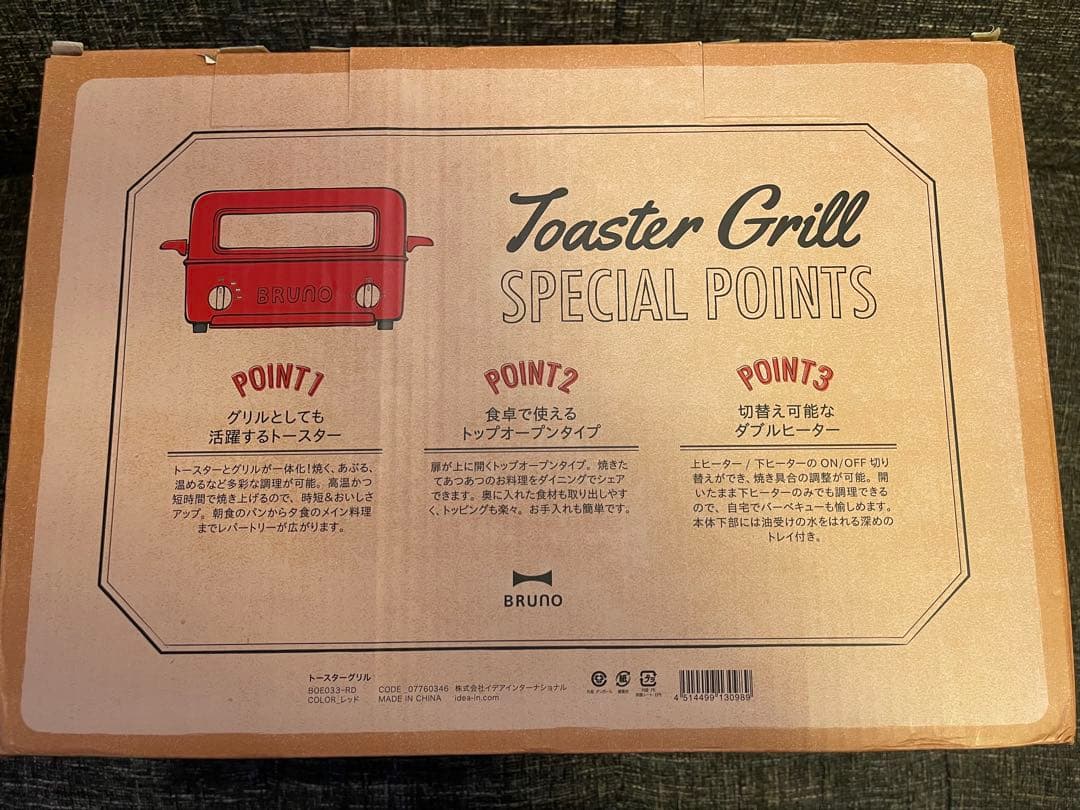 BRUNO
Toaster Grill
SPECIAL POINTS
POINT1
グリルとしても
活躍するトースター
トースターとグリルが一体化!焼く、あぶる、
温めるなど多彩な調理が可能。高温かつ
短時間で焼き上げるので、時短&おいしさ
アップ。朝食のパンから夕食のメイン料理
までレパートリーが広がります。
POINT2
食卓で使える
トップオープンタイプ
扉が上に開くトップオープンタイプ。焼きた
てあつあつのお料理をダイニングでシェア
できます。奥に入れた食材も取り出しやす
く、トッピングも楽々。お手入れも簡単です。
POINT3
切替え可能な
ダブルヒーター
上ヒーター / 下ヒーターの ON/OFF 切り
替えができ、焼き具合の調整が可能。開
いたまま下ヒーターのみでも調理できる
ので、自宅でバーベキューも愉しめます。
本体下部には油受けの水をはれる深めの
トレイ付き。
BRUNO
トースターグリル
BOE033-RD
COLOR_レッド
CODE_07760346
MADE IN CHINA
株式会社イデアインターナショナル
idea-in.com
紙
プラ
4 514499 130989